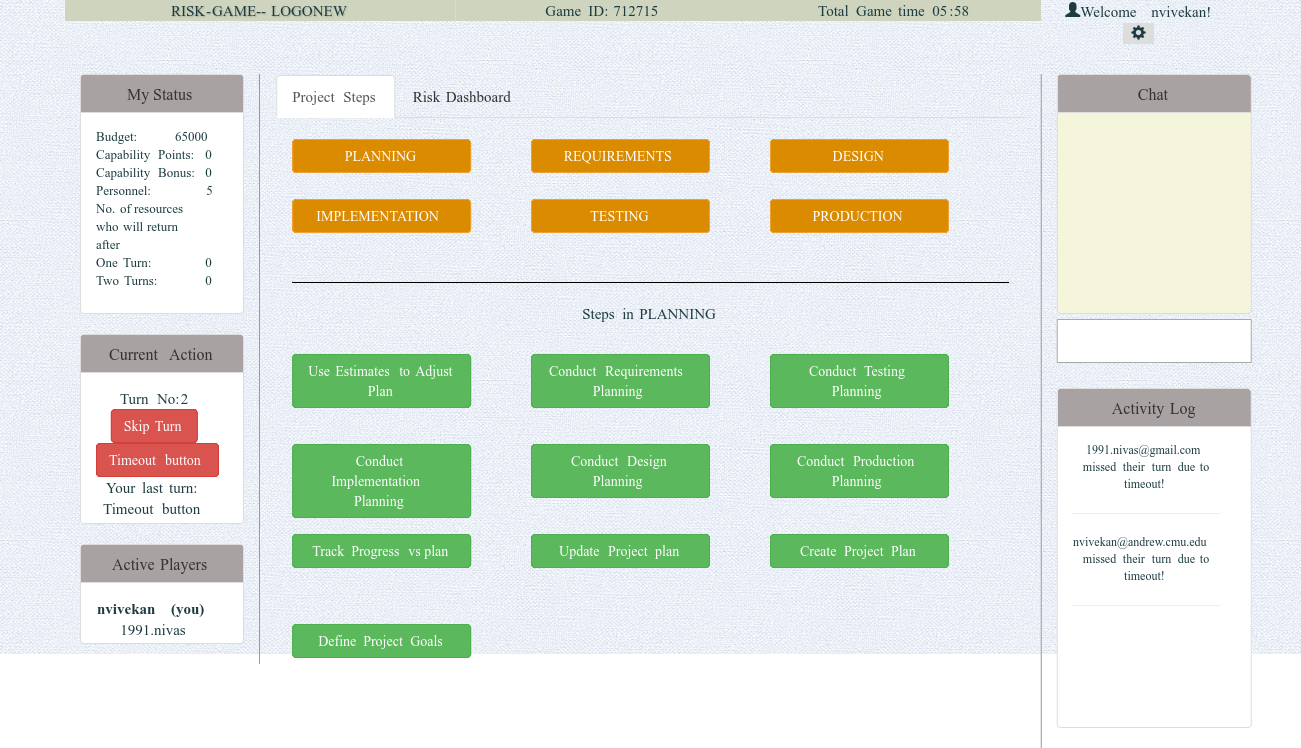 RISK-GAME-- LOGONEW
Game ID: 712715
Total Game time 05:58
Welcome nvivekan!
My Status
Budget: 65000
Capability Points: 0
Capability Bonus: 0
Personnel: 5
No. of resources
who will return
after
One Turn: 0
Two Turns: 0
Current Action
Turn No:2
Skip Turn
Timeout button
Your last turn:
Timeout button
Active Players
nvivekan (you)
1991.nivas
Project Steps
Risk Dashboard
PLANNING
REQUIREMENTS
DESIGN
IMPLEMENTATION
TESTING
PRODUCTION
Steps in PLANNING
Use Estimates to Adjust
Plan
Conduct Requirements
Planning
Conduct Testing
Planning
Conduct
Implementation
Planning
Conduct Design
Planning
Conduct Production
Planning
Track Progress vs plan
Update Project plan
Create Project Plan
Define Project Goals
Chat
Activity Log
1991.nivas@gmail.com
missed their turn due to
timeout!
nvivekan@andrew.cmu.edu
missed their turn due to
timeout!